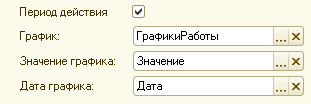 Период действия
График: ГрафикиРаботы
Значение графика: Значение
Дата графика: Дата